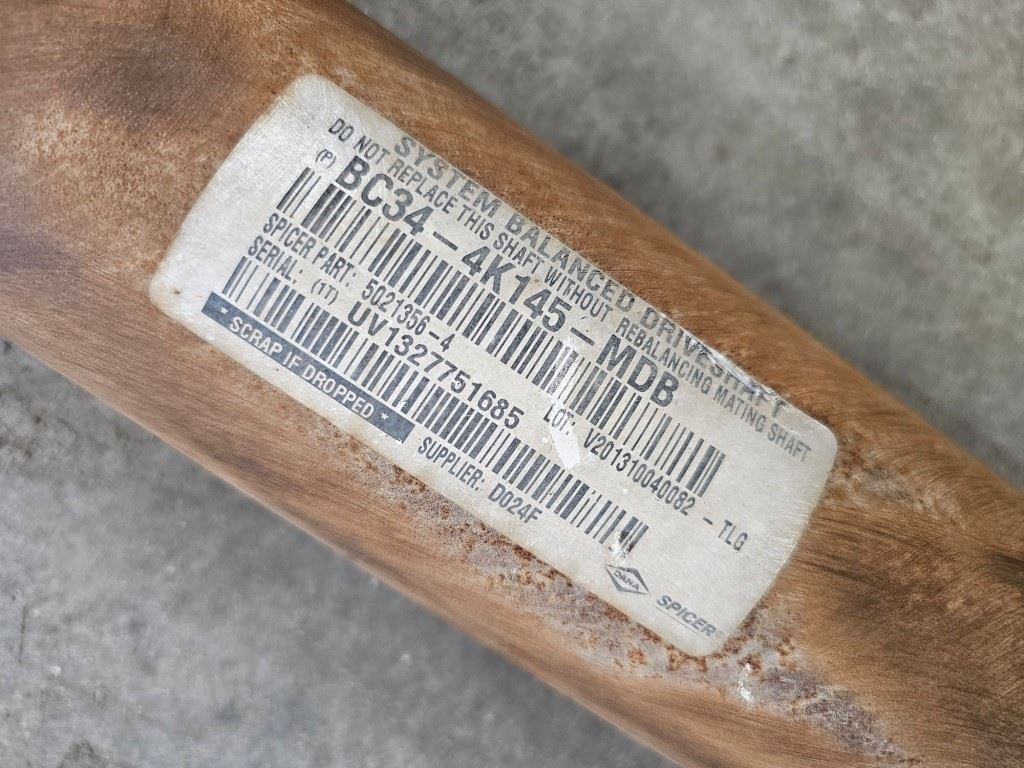 SYSTEM BALANCED DRIVESHAFT
DO NOT REPLACE THIS SHAFT WITHOUT REBALANCING MATING SHAFT
(P) BC34-4K145-MDB
SPICER PART: 5021356-4 LOT: V201310040082 - TLG
SERIAL: (1T) UV1327751685
* SCRAP IF DROPPED * SUPPLIER: D024F
DANA SPICER